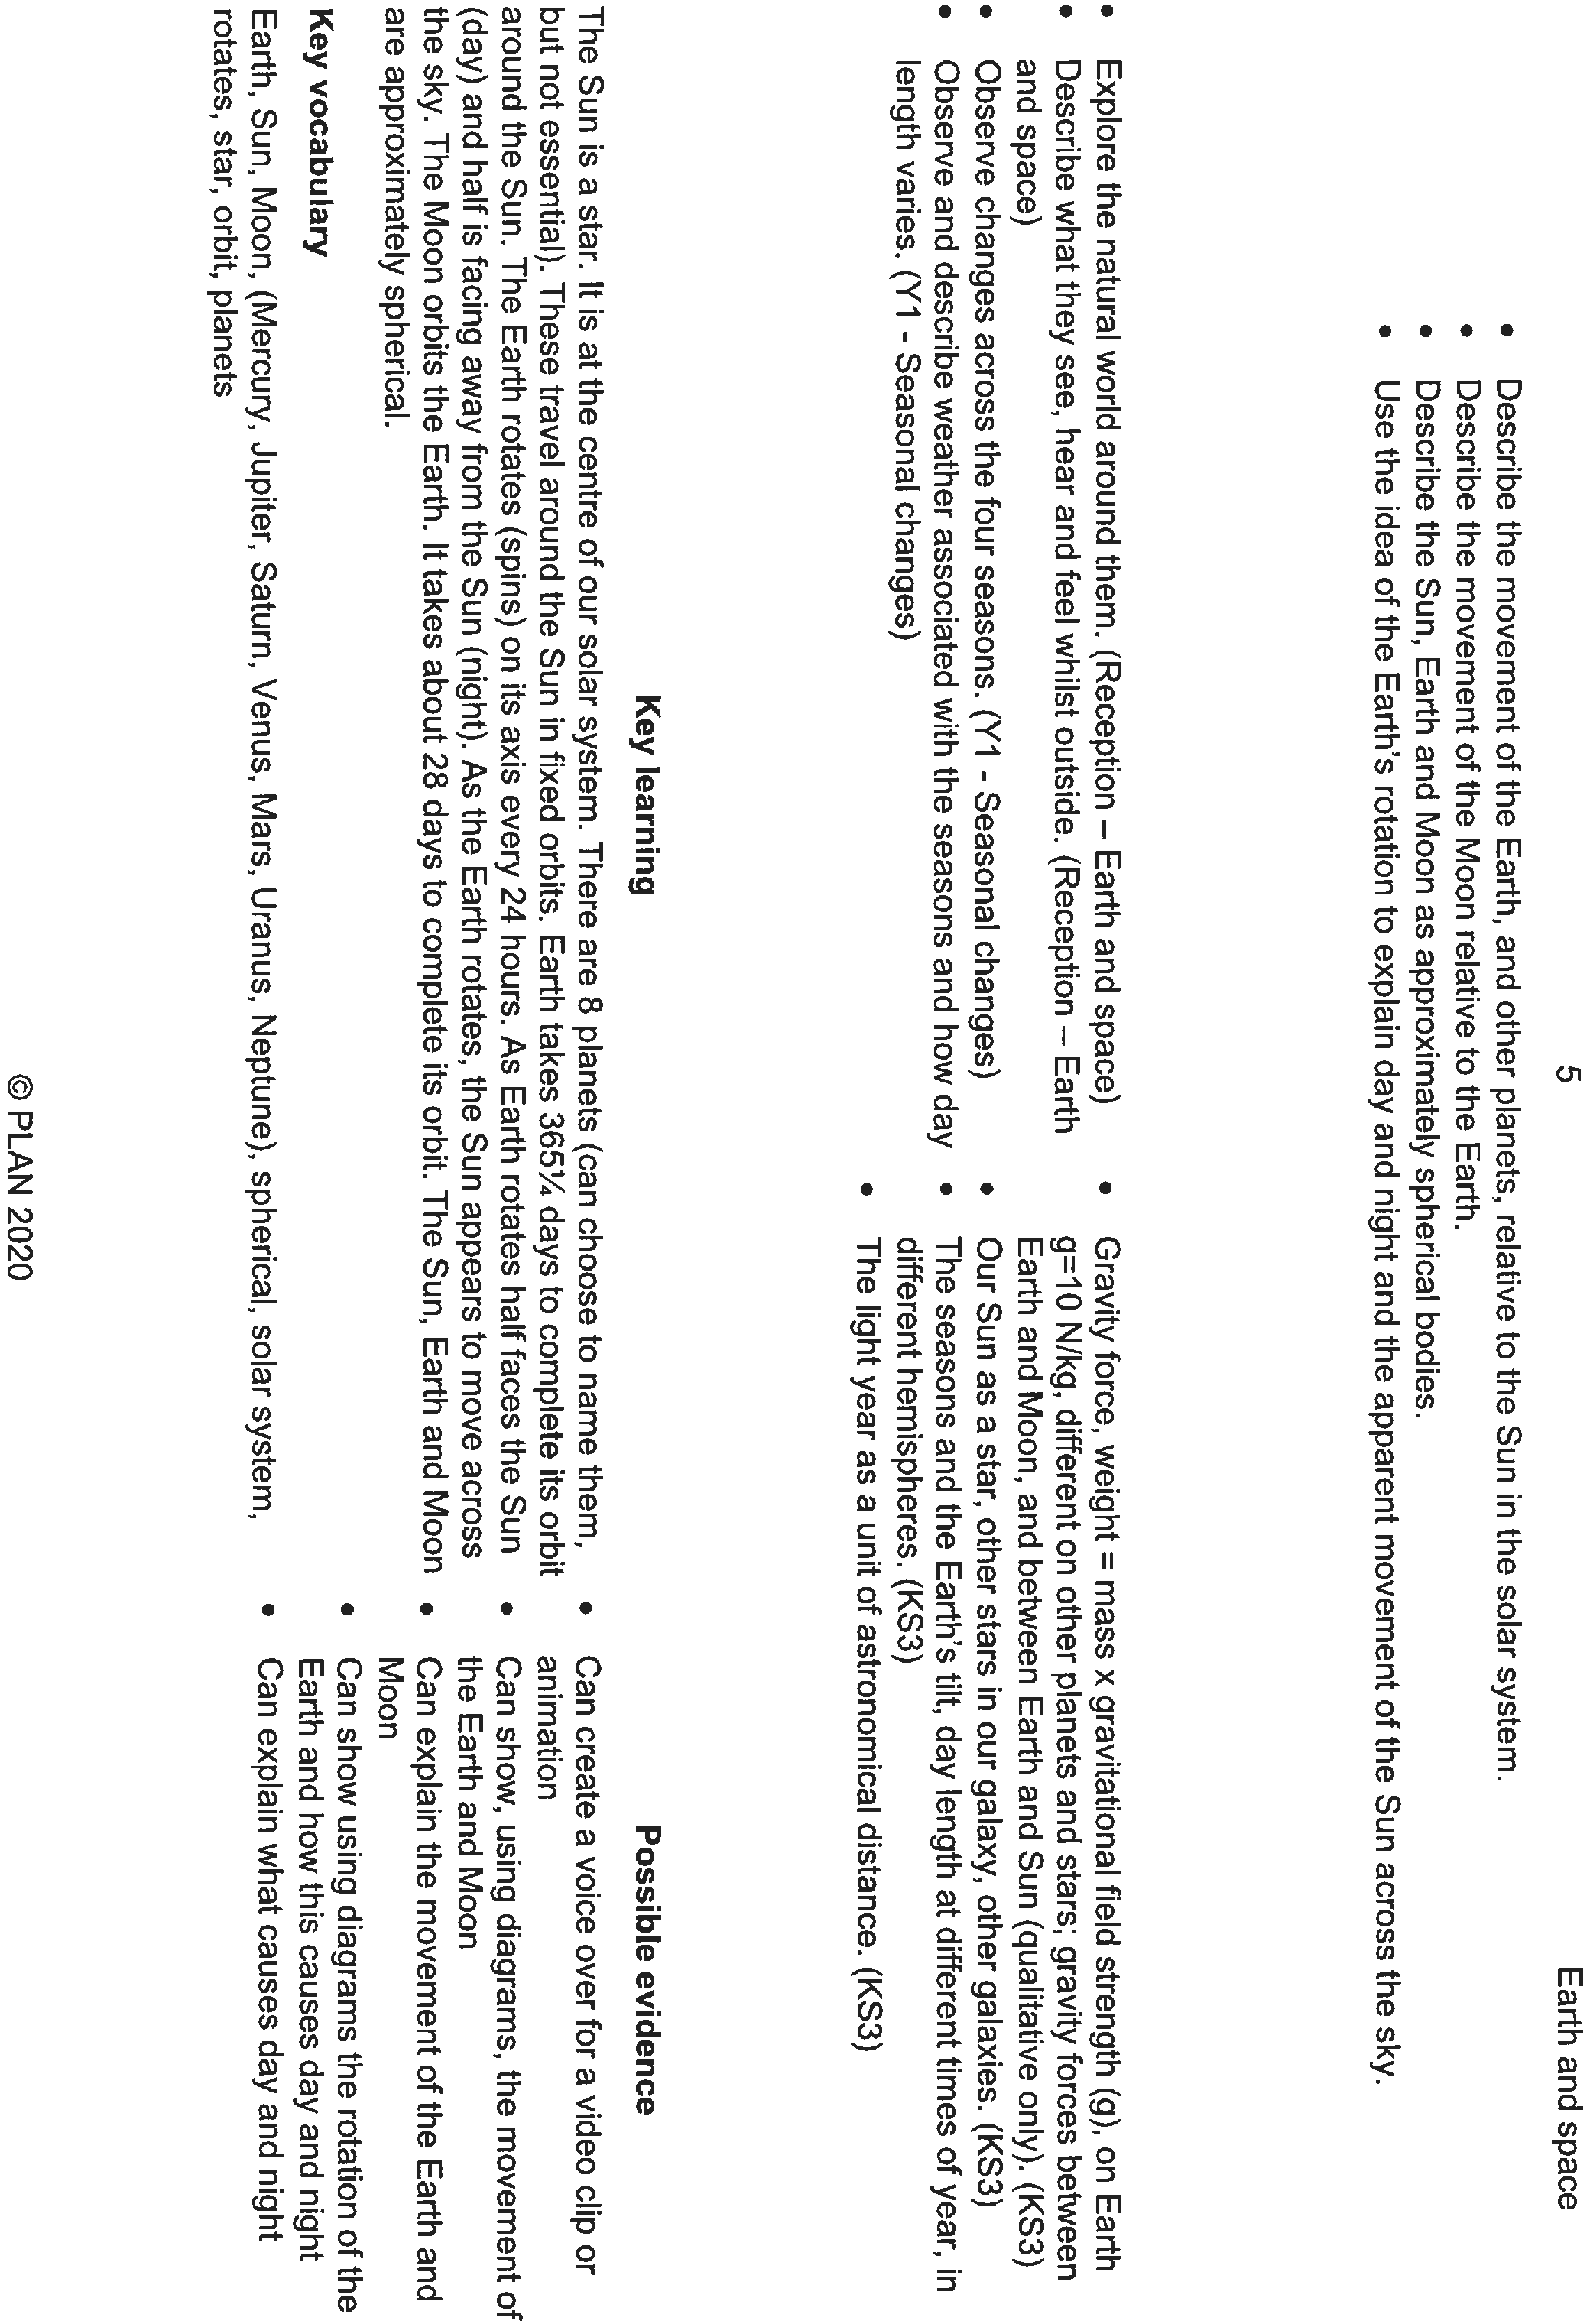 5 Earth and space
• Describe the movement of the Earth, and other planets, relative to the Sun in the solar system.
• Describe the movement of the Moon relative to the Earth.
• Describe the Sun, Earth and Moon as approximately spherical bodies.
• Use the idea of the Earth's rotation to explain day and night and the apparent movement of the Sun across the sky.
• Explore the natural world around them. (Reception – Earth and space)
• Describe what they see, hear and feel whilst outside. (Reception – Earth
and space)
• Observe changes across the four seasons. (Y1 - Seasonal changes)
• Observe and describe weather associated with the seasons and how day
length varies. (Y1 - Seasonal changes)
• Gravity force, weight = mass x gravitational field strength (g), on Earth
g=10 N/kg, different on other planets and stars; gravity forces between
Earth and Moon, and between Earth and Sun (qualitative only). (KS3)
• Our Sun as a star, other stars in our galaxy, other galaxies. (KS3)
• The seasons and the Earth's tilt, day length at different times of year, in
different hemispheres. (KS3)
• The light year as a unit of astronomical distance. (KS3)
Key learning
The Sun is a star. It is at the centre of our solar system. There are 8 planets (can choose to name them,
but not essential). These travel around the Sun in fixed orbits. Earth takes 365¼ days to complete its orbit
around the Sun. The Earth rotates (spins) on its axis every 24 hours. As Earth rotates half faces the Sun
(day) and half is facing away from the Sun (night). As the Earth rotates, the Sun appears to move across
the sky. The Moon orbits the Earth. It takes about 28 days to complete its orbit. The Sun, Earth and Moon
are approximately spherical.
Key vocabulary
Earth, Sun, Moon, (Mercury, Jupiter, Saturn, Venus, Mars, Uranus, Neptune), spherical, solar system,
rotates, star, orbit, planets
Possible evidence
• Can create a voice over for a video clip or
animation
• Can show, using diagrams, the movement of
the Earth and Moon
• Can explain the movement of the Earth and
Moon
• Can show using diagrams the rotation of the
Earth and how this causes day and night
• Can explain what causes day and night
© PLAN 2020